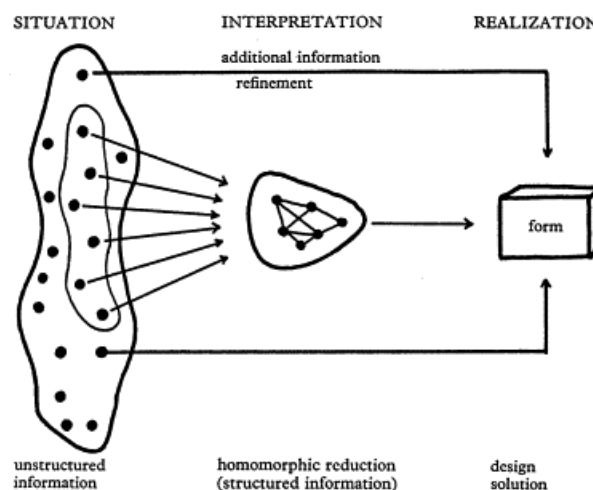 SITUATION
INTERPRETATION
REALIZATION
additional information
refinement
form
unstructured
information
homomorphic reduction
(structured information)
design
solution